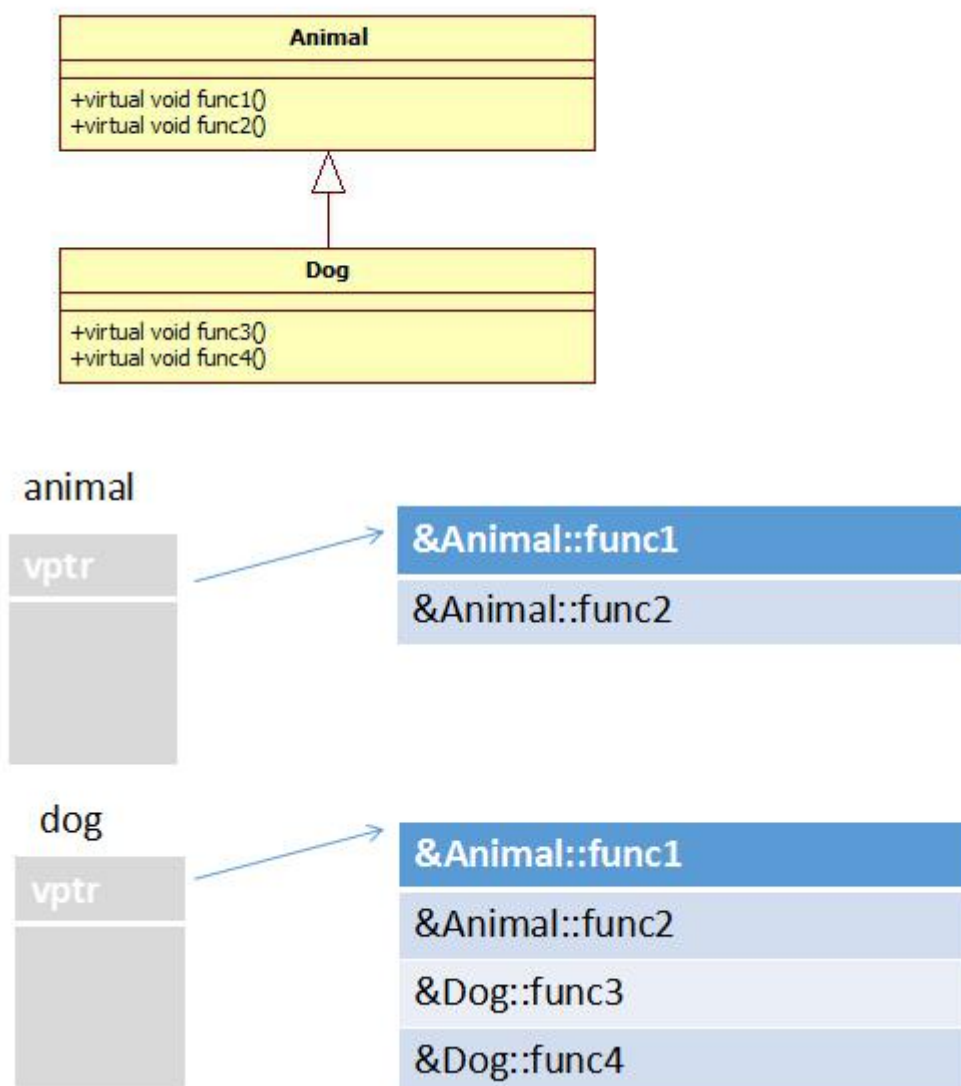 Animal
+virtual void func1()
+virtual void func2()
Dog
+virtual void func3()
+virtual void func4()
animal
vptr
&Animal::func1
&Animal::func2
dog
vptr
&Animal::func1
&Animal::func2
&Dog::func3
&Dog::func4